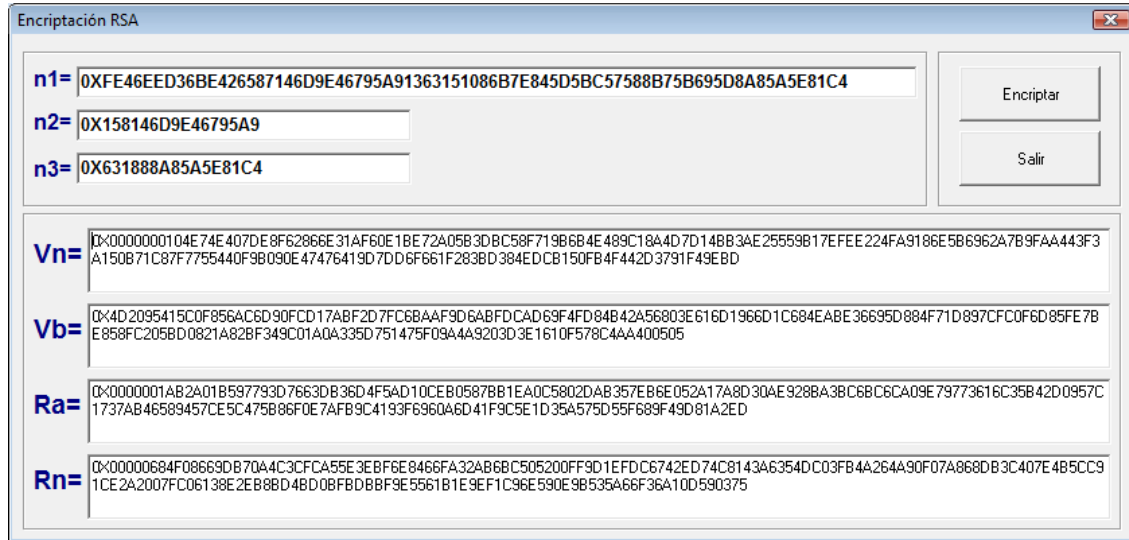 Encriptación RSA
n1= 0XFE46EED36BE426587146D9E46795A91363151086B7E845D5BC57588B75B695D8A85A5E81C4
Encriptar
n2= 0X158146D9E46795A9
Salir
n3= 0X631888A85A5E81C4
Vn= 0X0000000104E74E407DE8F62866E31AF60E1BE72A05B3DBC58F719B6B4E489C18A4D7D14BB3AE25559B17EFEE224FA9186E5B6962A7B9FAA443F3
A150B71C87F7755440F9B090E47476419D7DD6F661F283BD384EDCB150FB4F442D3791F49EBD
Vb= 0X4D2095415C0F856AC6D90FCD17ABF2D7FC6BAAF9D6ABFDCAD69F4FD84B42A56803E616D1966D1C684EABE36695D884F71D897CFC0F6D85FE7B
E858FC205BD0821A82BF349C01A0A335D751475F09A4A9203D3E1610F578C4AA400505
Ra= 0X0000001AB2A01B597793D7663DB36D4F5AD10CEB0587BB1EA0C5802DAB357EB6E052A17A8D30AE928BA3BC6BC6CA09E79773616C35B42D0957C
1737AB46589457CE5C475B86F0E7AFB9C4193F6960A6D41F9C5E1D35A575D55F689F49D81A2ED
Rn= 0X00000684F08669DB70A4C3CFCA55E3EBF6E8466FA32AB6BC505200FF9D1EFDC6742ED74C8143A6354DC03FB4A264A90F07A868DB3C407E4B5CC9
1CE2A2007FC06138E2EB8BD4BD0BFBDBBF9E5561B1E9EF1C96E590E9B535A66F36A10D590375